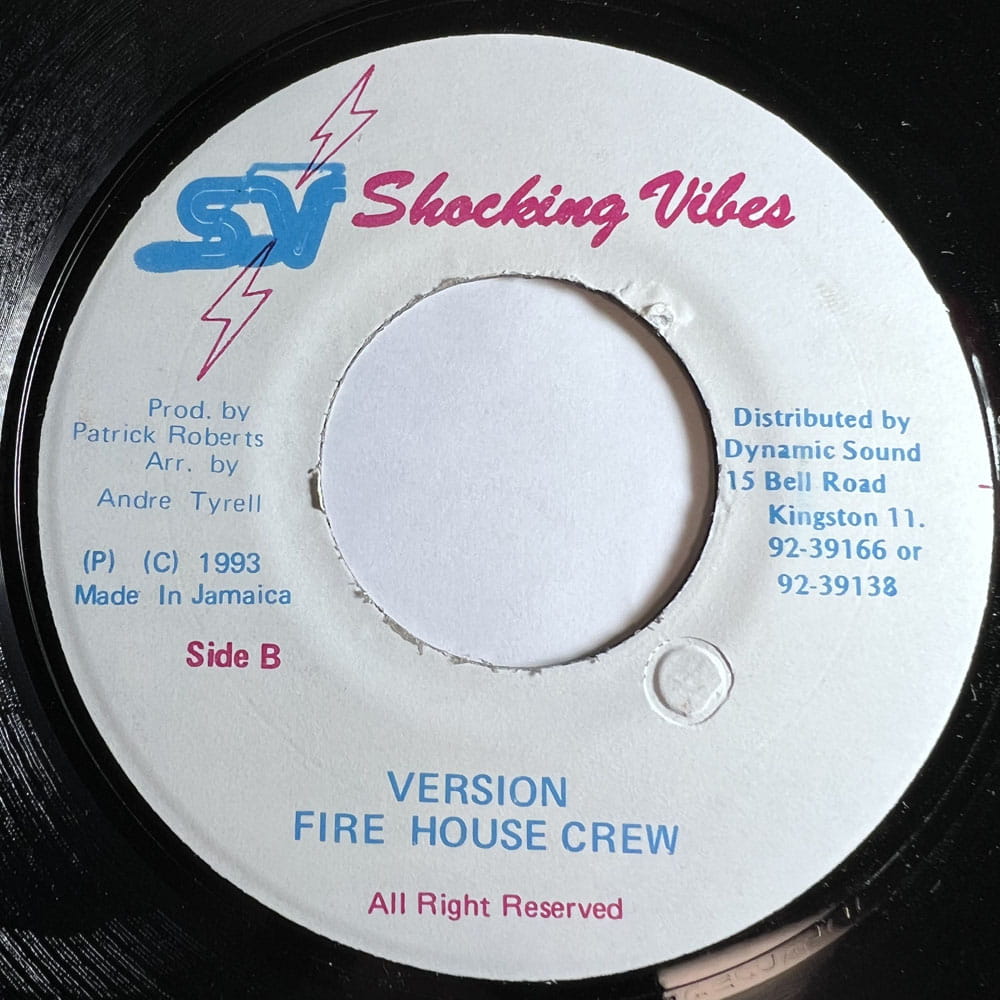 SV Shocking Vibes
Prod. by
Patrick Roberts
Arr. by
Andre Tyrell
(P) (C) 1993
Made In Jamaica
Side B
Distributed by
Dynamic Sound
15 Bell Road
Kingston 11.
92-39166 or
92-39138
VERSION
FIRE HOUSE CREW
All Right Reserved